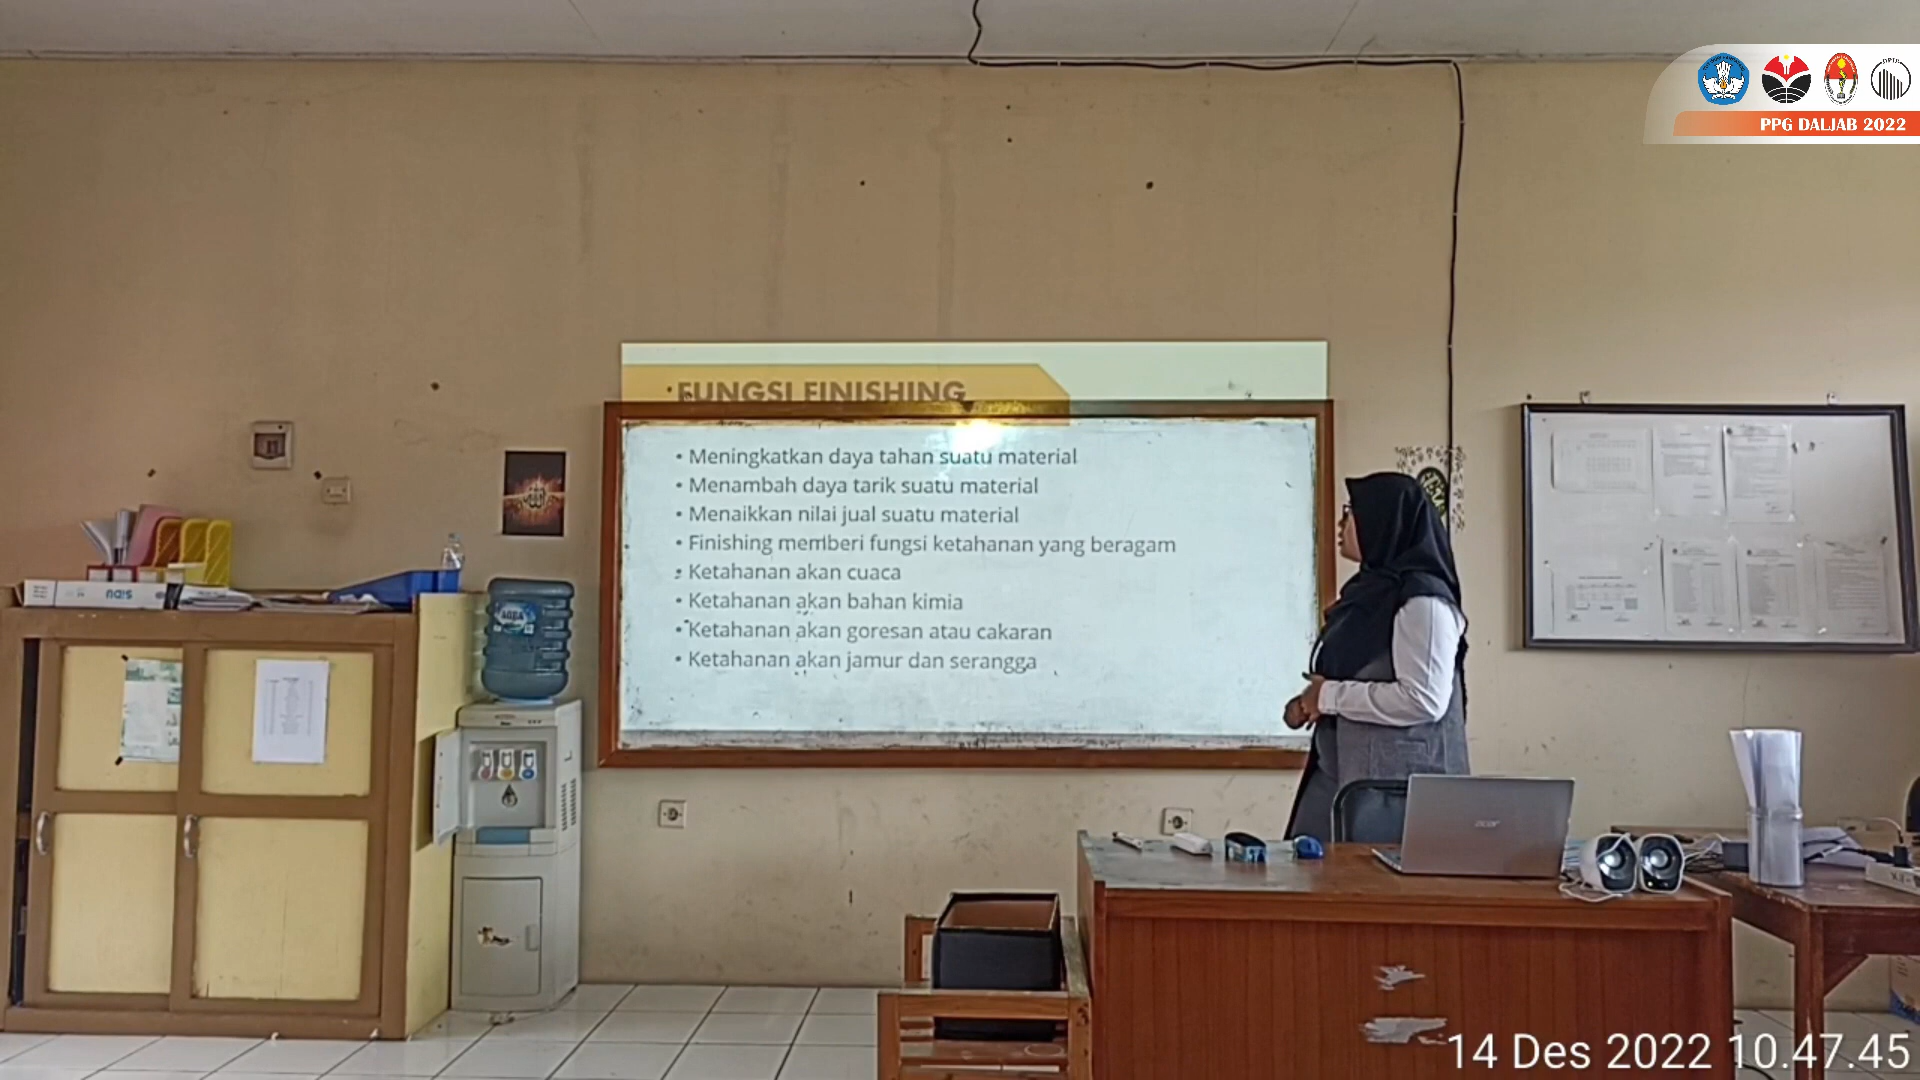 PPG DALJAB 2022
FUNGSI FINISHING
• Meningkatkan daya tahan suatu material
• Menambah daya tarik suatu material
• Menaikkan nilai jual suatu material
• Finishing memberi fungsi ketahanan yang beragam
• Ketahanan akan cuaca
• Ketahanan akan bahan kimia
• Ketahanan akan goresan atau cakaran
• Ketahanan akan jamur dan serangga
AQUA
acer
14 Des 2022 10.47.45